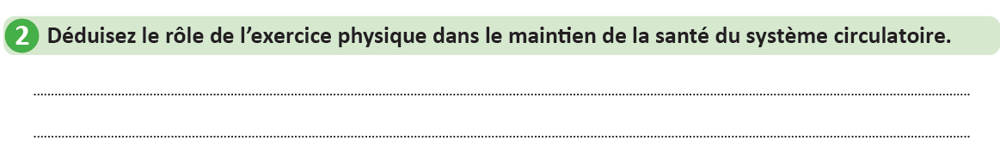 2 Déduisez le rôle de l'exercice physique dans le maintien de la santé du système circulatoire.